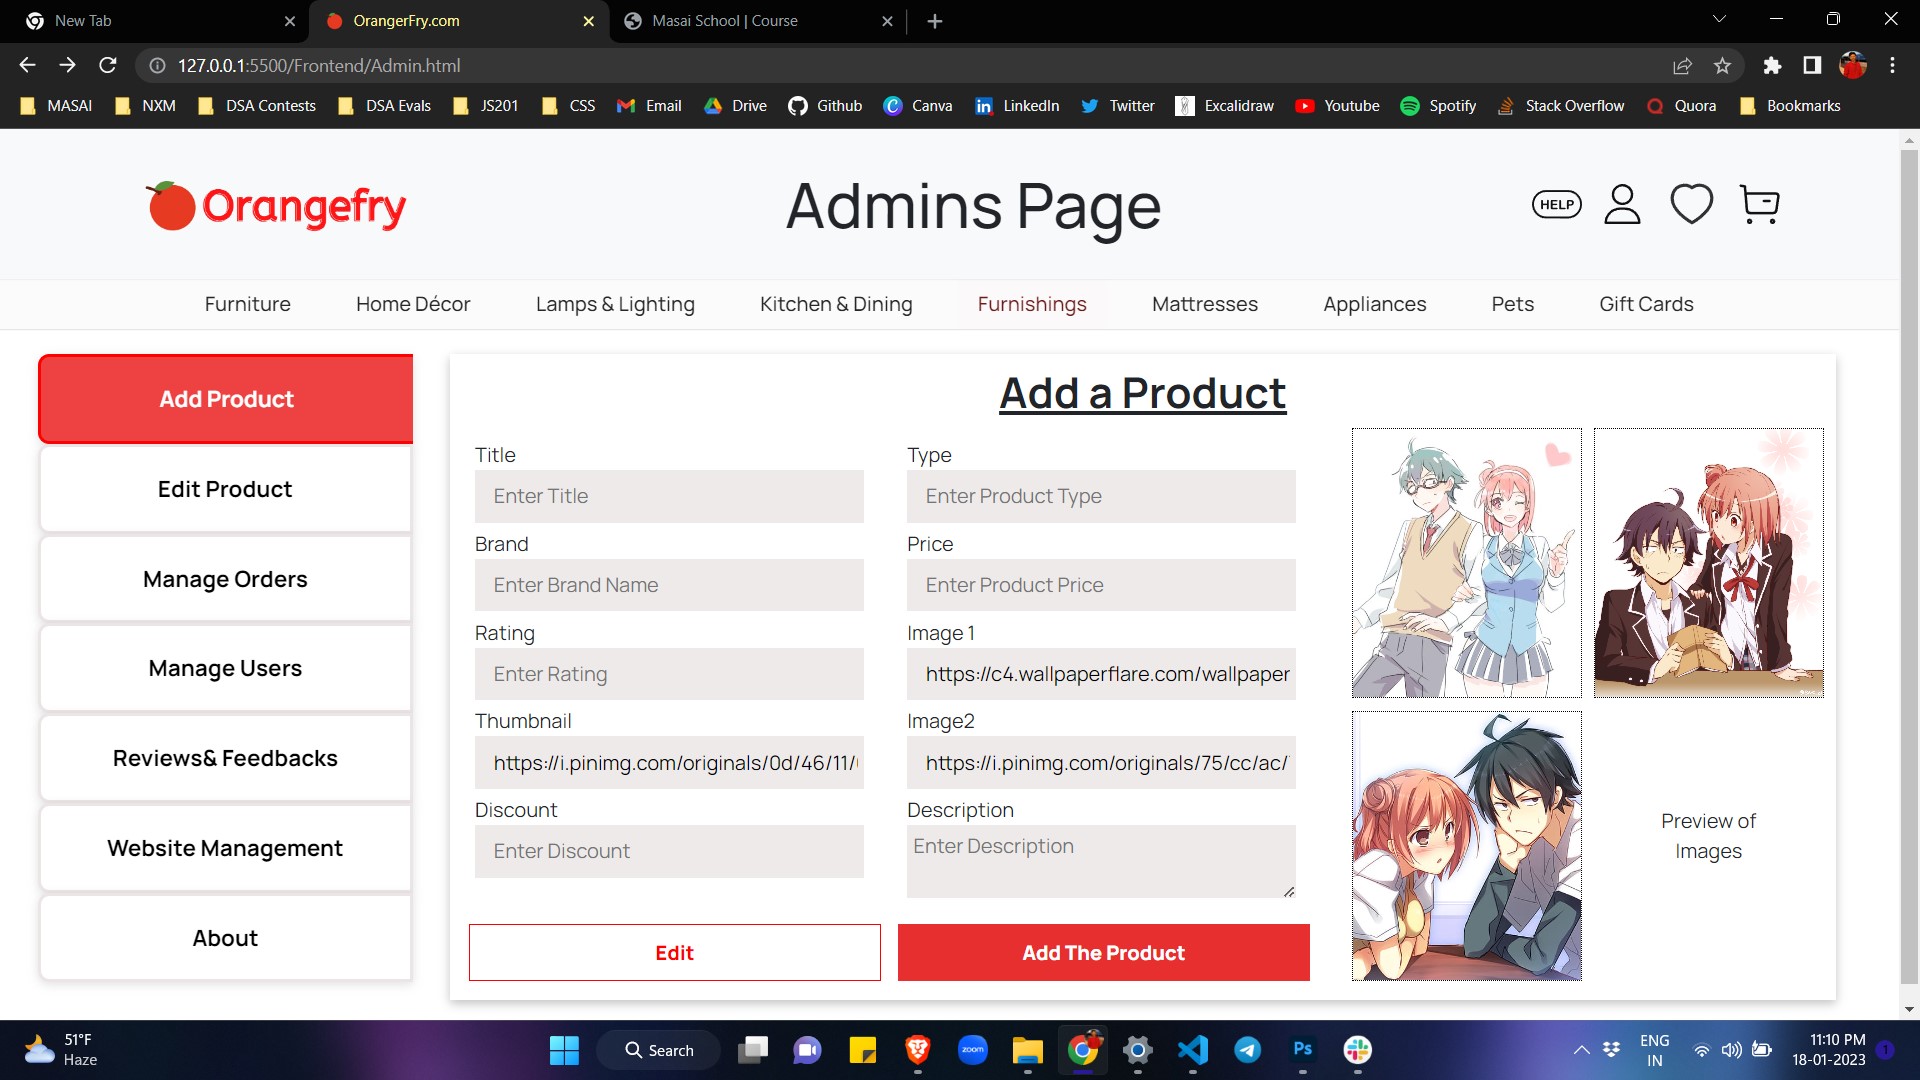 New Tab
OrangerFry.com
Masai School | Course
127.0.0.1:5500/Frontend/Admin.html
MASAI
NXM
DSA Contests
DSA Evals
JS201
CSS
Email
Drive
Github
Canva
LinkedIn
Twitter
Excalidraw
Youtube
Spotify
Stack Overflow
Quora
Bookmarks
Orangefry
Admins Page
HELP
Furniture
Home Décor
Lamps & Lighting
Kitchen & Dining
Furnishings
Mattresses
Appliances
Pets
Gift Cards
Add Product
Edit Product
Manage Orders
Manage Users
Reviews& Feedbacks
Website Management
About
Add a Product
Title
Enter Title
Type
Enter Product Type
Brand
Enter Brand Name
Price
Enter Product Price
Rating
Enter Rating
Image 1
https://c4.wallpaperflare.com/wallpaper
Thumbnail
https://i.pinimg.com/originals/0d/46/11/
Image2
https://i.pinimg.com/originals/75/cc/ac/
Discount
Enter Discount
Description
Enter Description
Edit
Add The Product
Preview of
Images
51°F
Haze
Search
zoom
Ps
ENG
IN
11:10 PM
18-01-2023
1